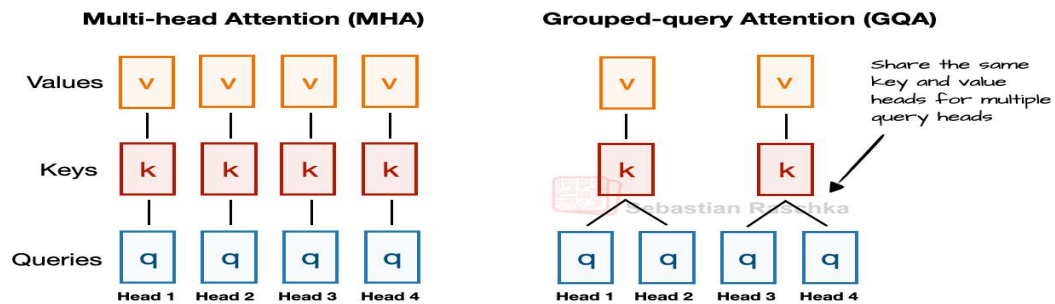 Multi-head Attention (MHA)
Values
v v v v
Keys
k k k k
Queries
q q q q
Head 1 Head 2 Head 3 Head 4
Grouped-query Attention (GQA)
v v
k k
q q q q
Head 1 Head 2 Head 3 Head 4
Share the same
key and value
heads for multiple
query heads
Sebastian Raschka